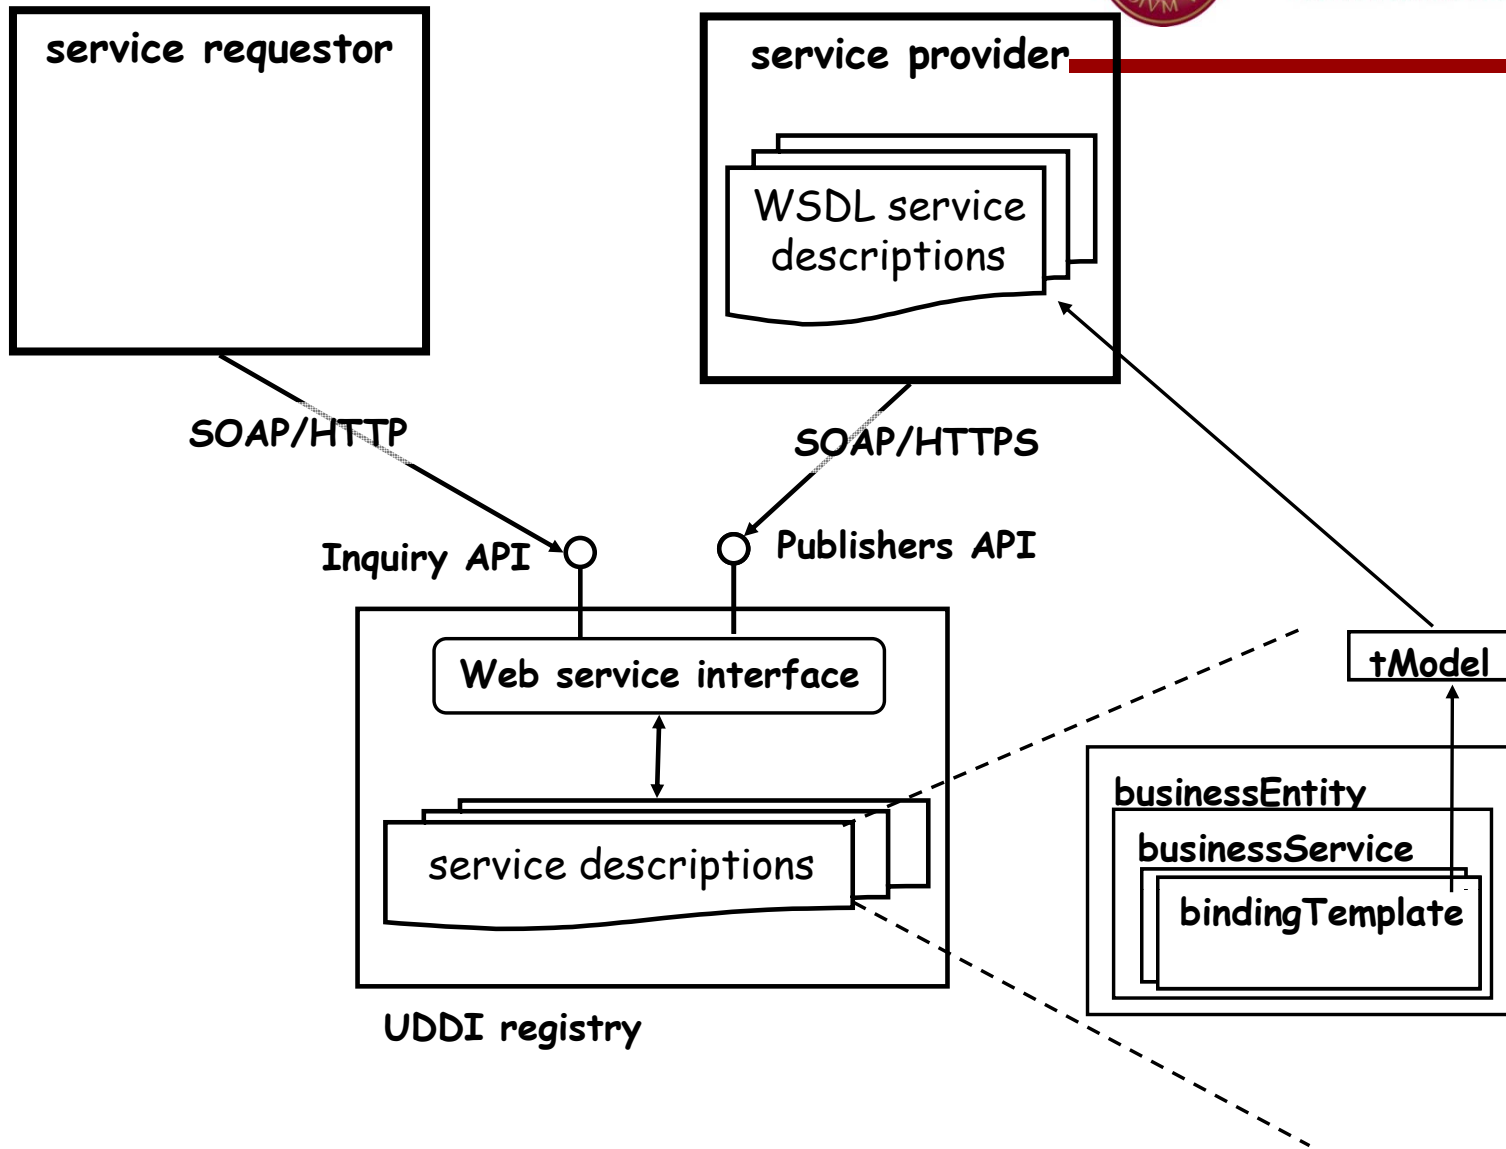 service requestor
service provider
WSDL service
descriptions
SOAP/HTTP
SOAP/HTTPS
Inquiry API
Publishers API
Web service interface
tModel
businessEntity
businessService
service descriptions
bindingTemplate
UDDI registry